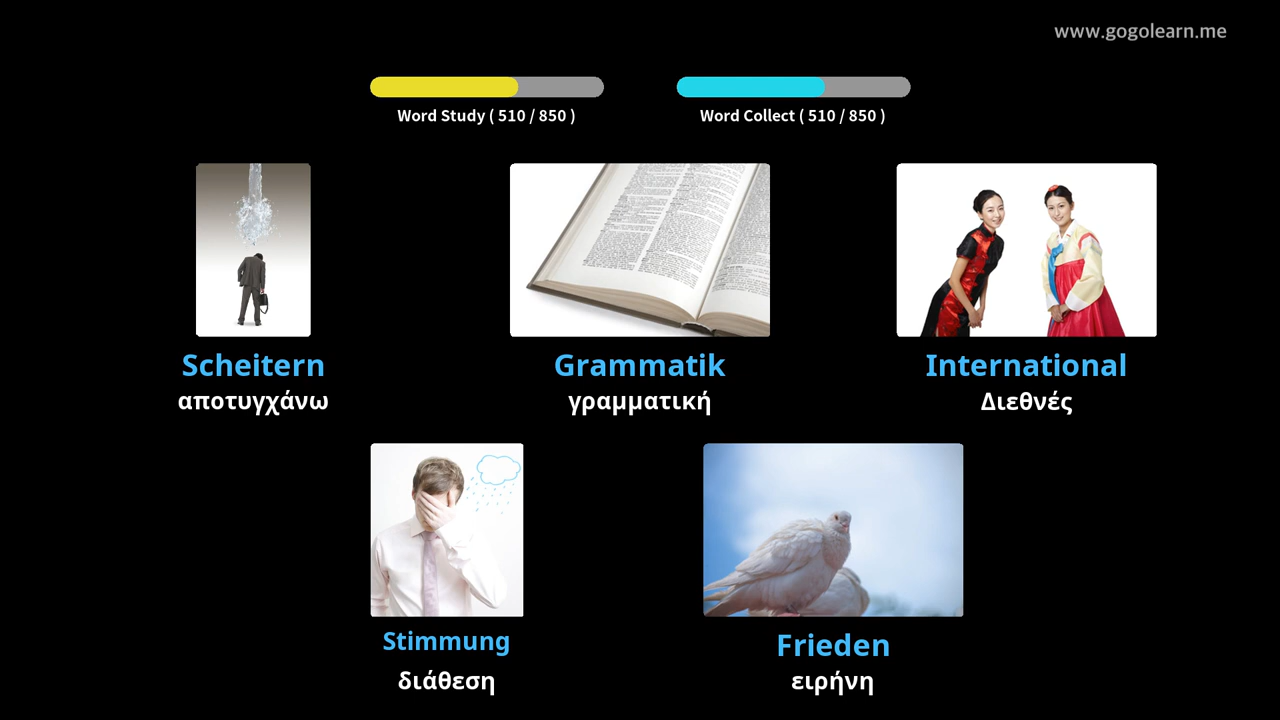 www.gogolearn.me
Word Study ( 510 / 850 )
Word Collect ( 510 / 850 )
Scheitern
αποτυγχάνω
Grammatik
γραμματική
International
Διεθνές
Stimmung
διάθεση
Frieden
ειρήνη